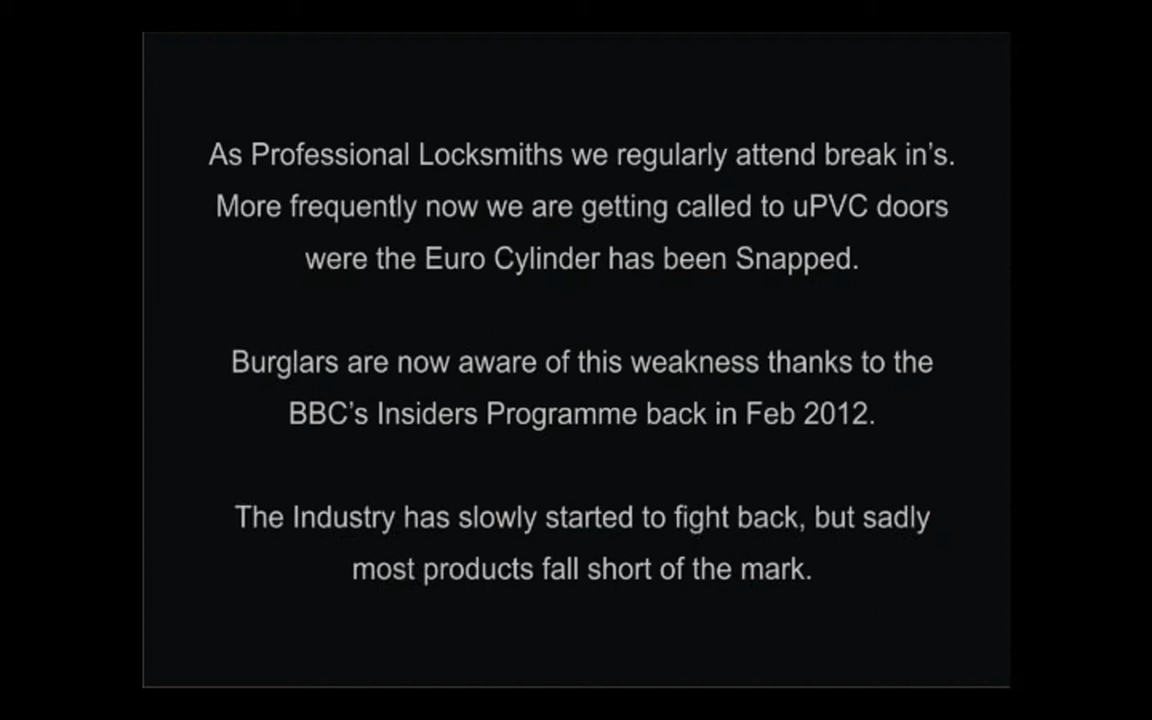 As Professional Locksmiths we regularly attend break in’s.
More frequently now we are getting called to uPVC doors
were the Euro Cylinder has been Snapped.
Burglars are now aware of this weakness thanks to the
BBC’s Insiders Programme back in Feb 2012.
The Industry has slowly started to fight back, but sadly
most products fall short of the mark.